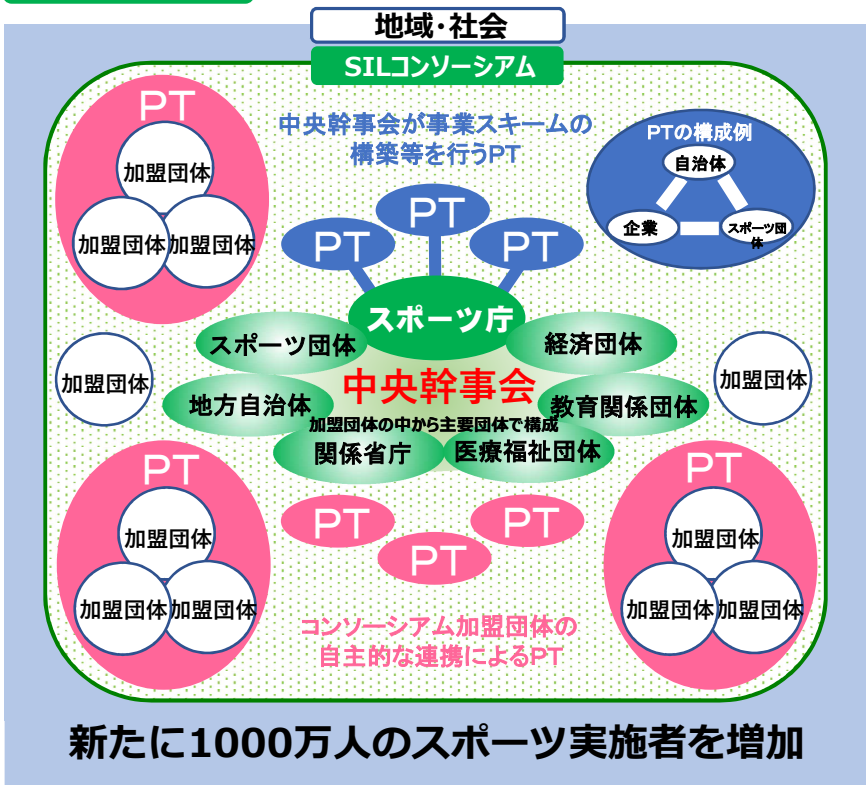 地域・社会
SILコンソーシアム
PT
加盟団体
加盟団体
加盟団体
中央幹事会が事業スキームの
構築等を行うPT
PT
PT
PT
PTの構成例
自治体
企業
スポーツ団
体
スポーツ庁
スポーツ団体
経済団体
中央幹事会
地方自治体
教育関係団体
加盟団体の中から主要団体で構成
関係省庁
医療福祉団体
加盟団体
加盟団体
PT
加盟団体
加盟団体
加盟団体
PT
PT
PT
コンソーシアム加盟団体の
自主的な連携によるPT
PT
加盟団体
加盟団体
加盟団体
新たに1000万人のスポーツ実施者を増加